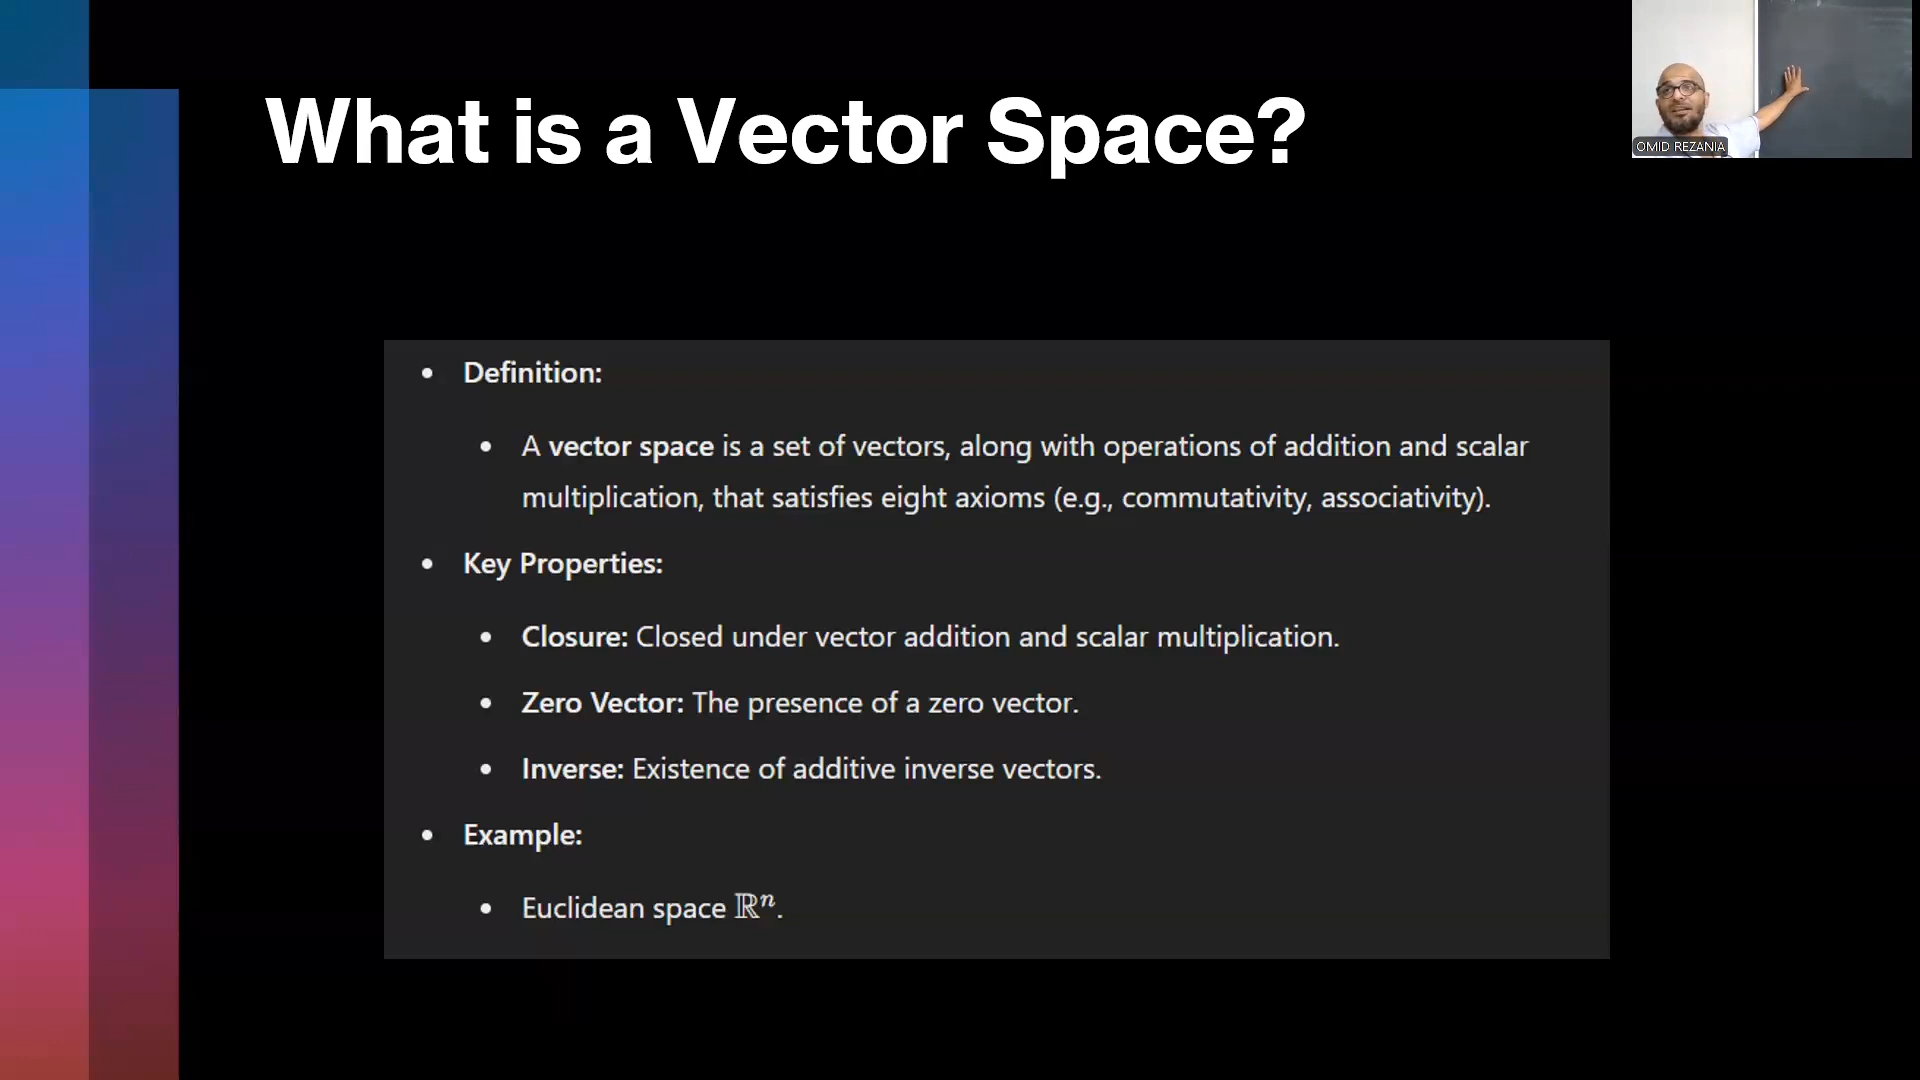 What is a Vector Space?
OMID REZANIA
• Definition:
• A vector space is a set of vectors, along with operations of addition and scalar
multiplication, that satisfies eight axioms (e.g., commutativity, associativity).
• Key Properties:
• Closure: Closed under vector addition and scalar multiplication.
• Zero Vector: The presence of a zero vector.
• Inverse: Existence of additive inverse vectors.
• Example:
• Euclidean space ℝⁿ.